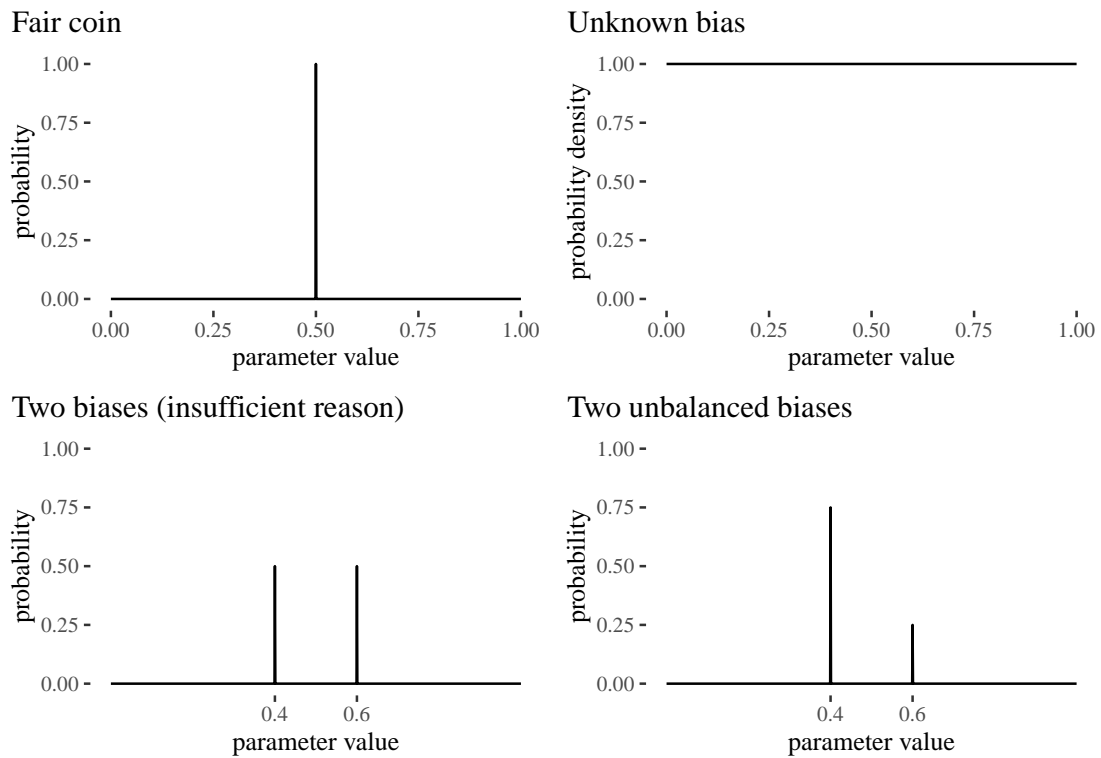 Fair coin
1.00
0.75
0.50
0.25
0.00
probability
0.00 0.25 0.50 0.75 1.00
parameter value
Unknown bias
1.00
0.75
0.50
0.25
0.00
probability density
0.00 0.25 0.50 0.75 1.00
parameter value
Two biases (insufficient reason)
1.00
0.75
0.50
0.25
0.00
probability
0.4 0.6
parameter value
Two unbalanced biases
1.00
0.75
0.50
0.25
0.00
probability
0.4 0.6
parameter value